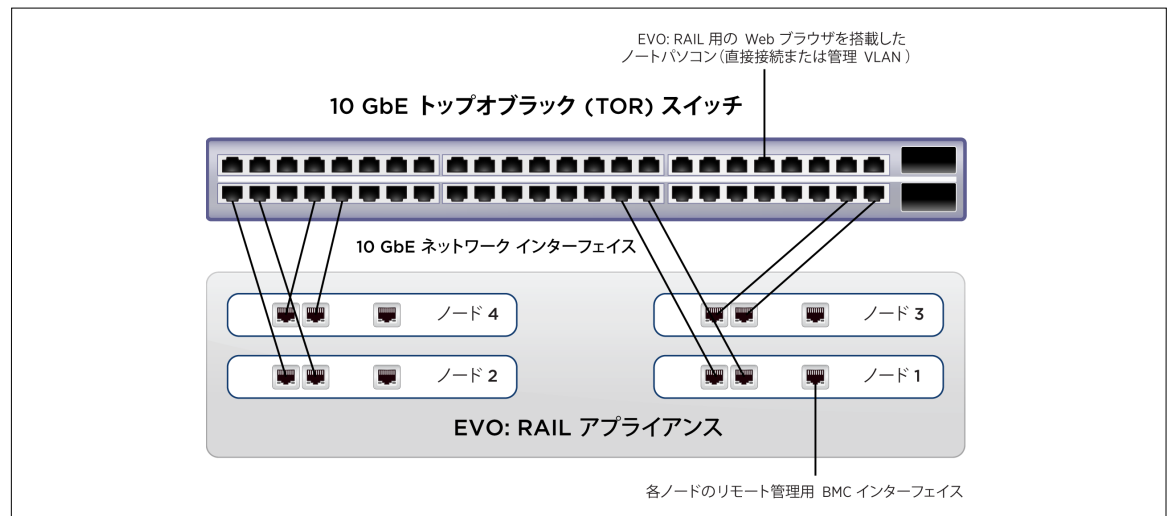 EVO: RAIL 用の Web ブラウザを搭載した
ノートパソコン(直接接続または管理 VLAN )
10 GbE トップオブラック (TOR) スイッチ
10 GbE ネットワーク インターフェイス
ノード 4
ノード 3
ノード 2
ノード 1
EVO: RAIL アプライアンス
各ノードのリモート管理用 BMC インターフェイス